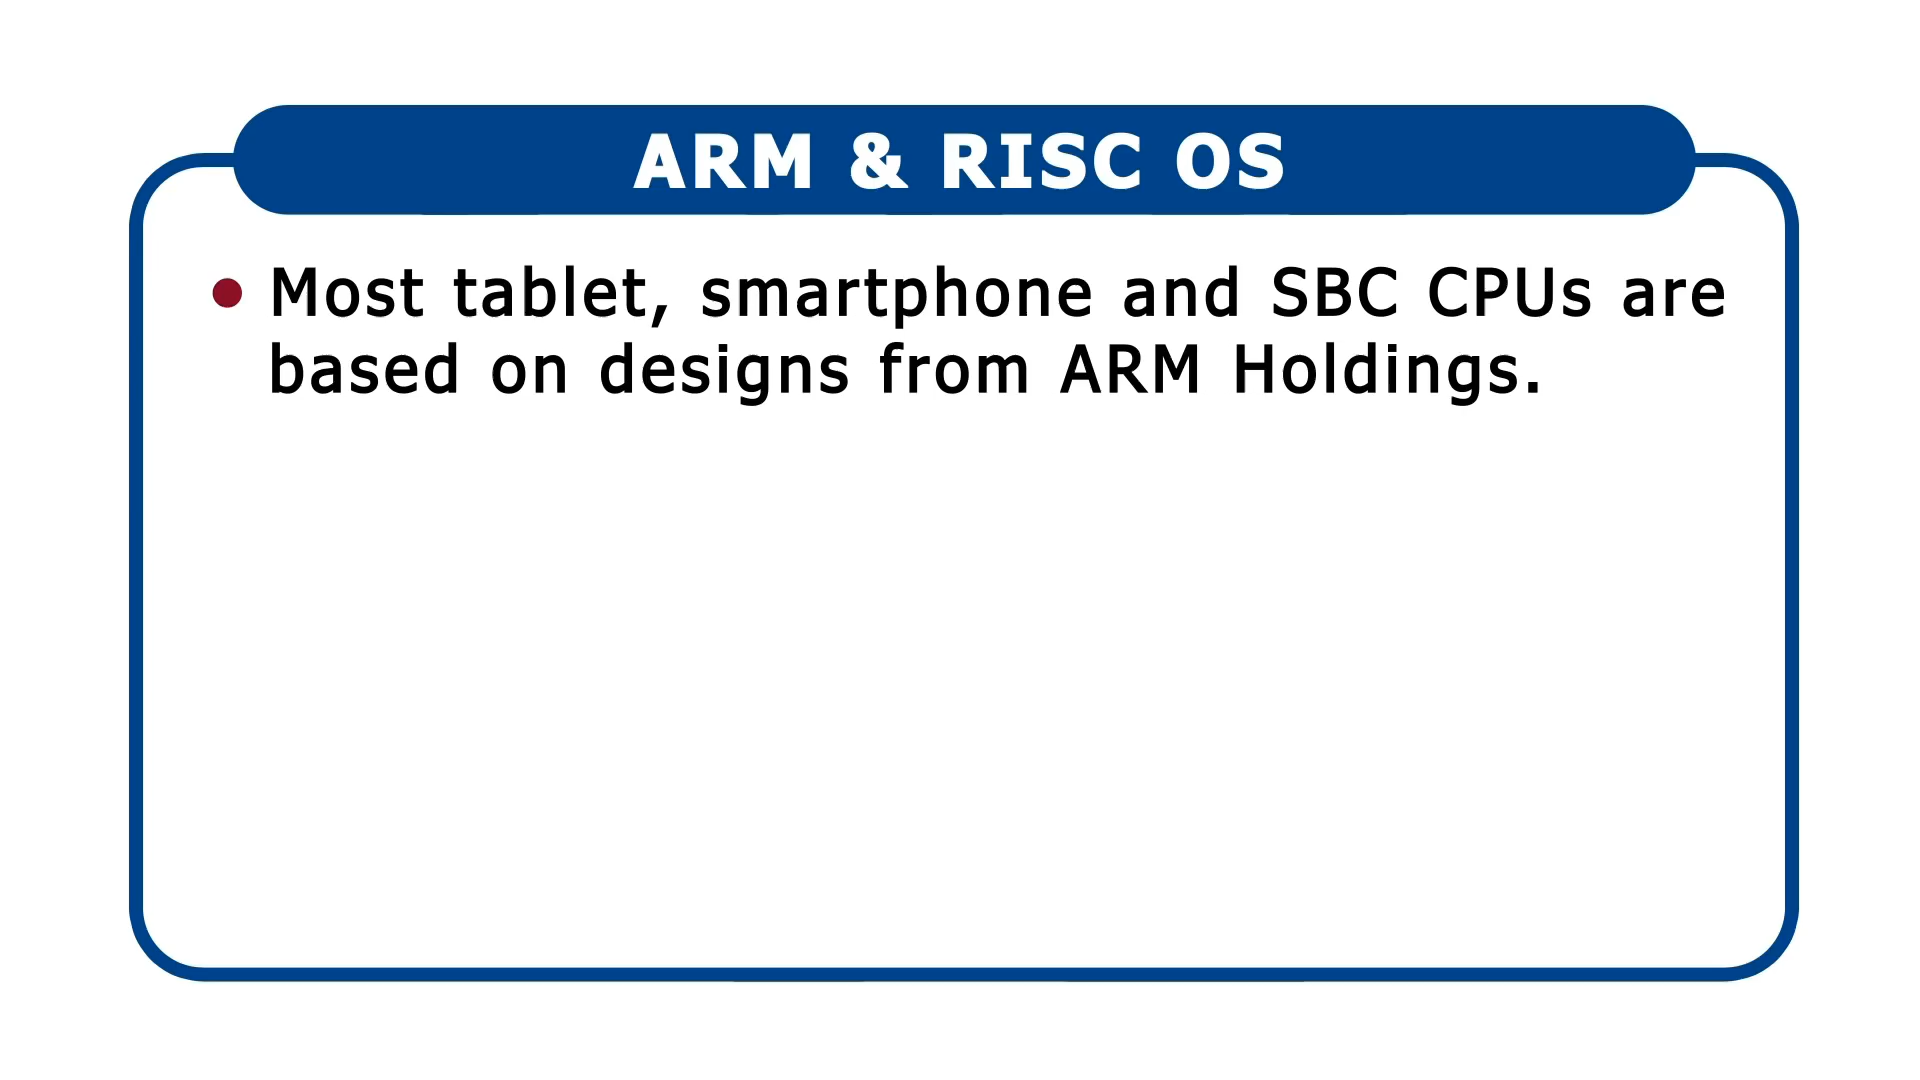 ARM & RISC OS
• Most tablet, smartphone and SBC CPUs are
based on designs from ARM Holdings.